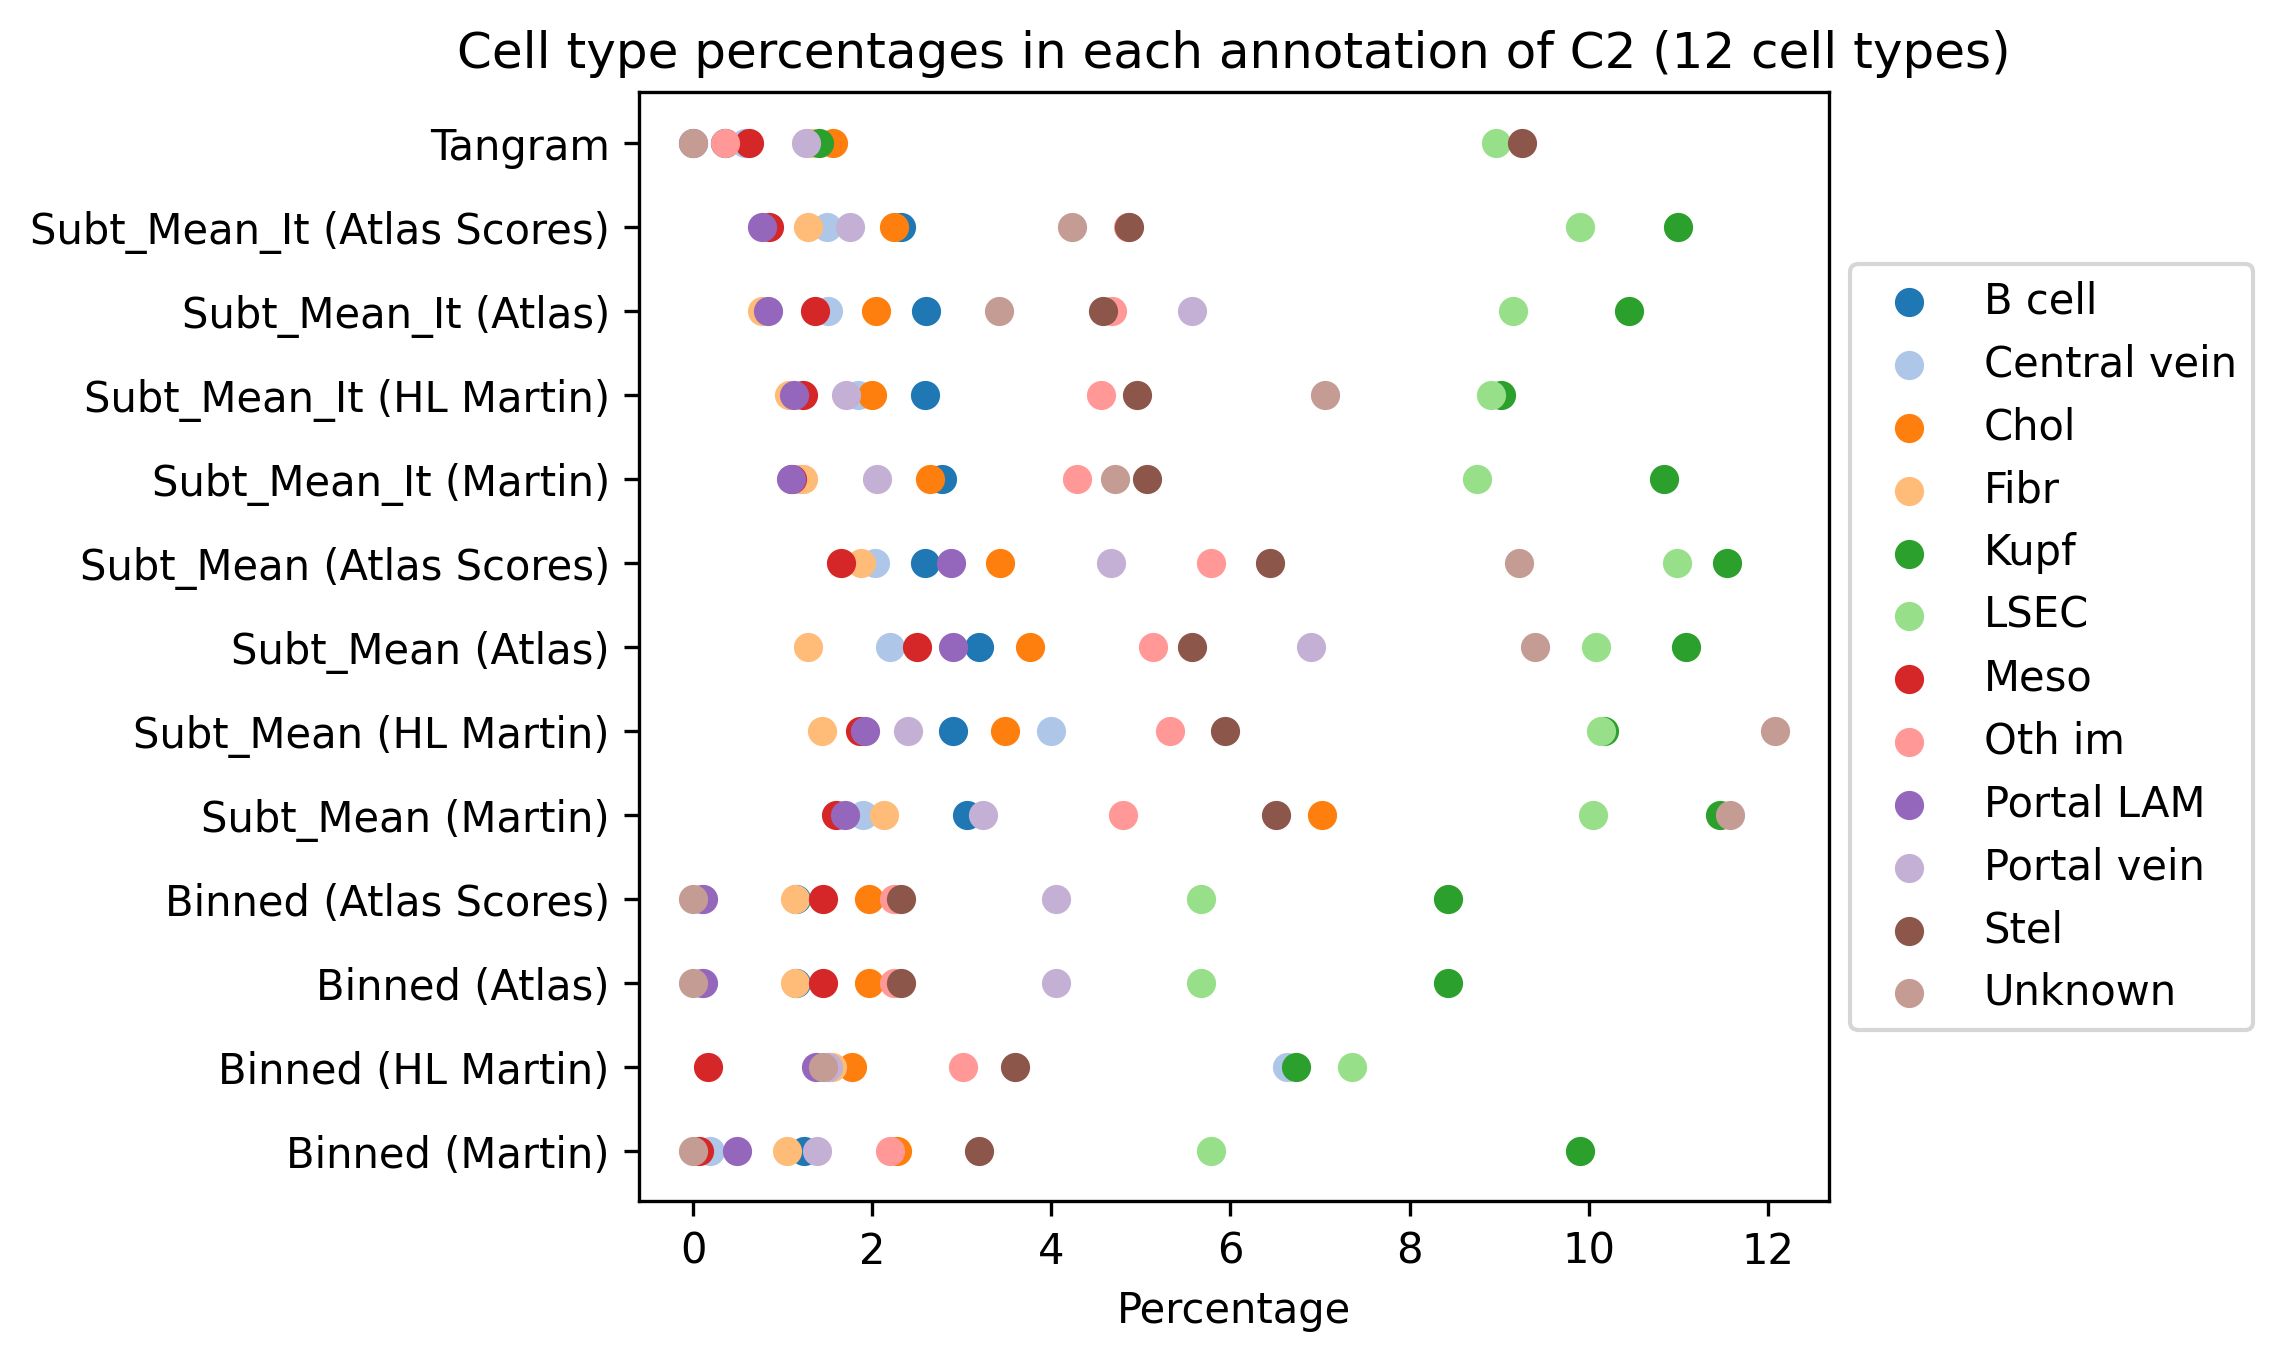 Cell type percentages in each annotation of C2 (12 cell types)
Tangram
Subt_Mean_It (Atlas Scores)
Subt_Mean_It (Atlas)
Subt_Mean_It (HL Martin)
Subt_Mean_It (Martin)
Subt_Mean (Atlas Scores)
Subt_Mean (Atlas)
Subt_Mean (HL Martin)
Subt_Mean (Martin)
Binned (Atlas Scores)
Binned (Atlas)
Binned (HL Martin)
Binned (Martin)
0 2 4 6 8 10 12
Percentage
B cell
Central vein
Chol
Fibr
Kupf
LSEC
Meso
Oth im
Portal LAM
Portal vein
Stel
Unknown